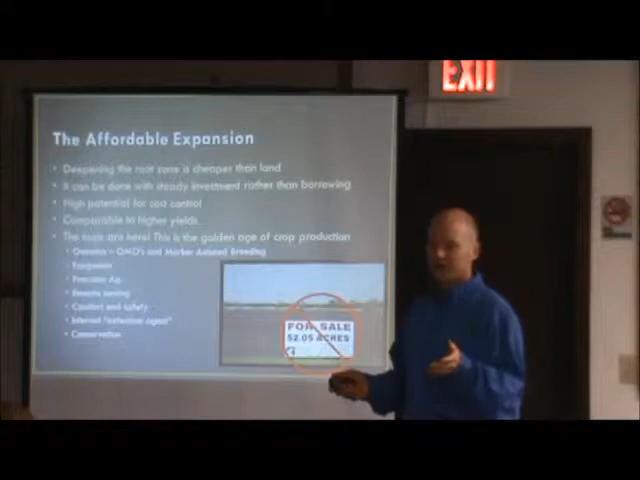 EXIT
The Affordable Expansion
Deepening the root zone is cheaper than land
It can be done with steady investment rather than borrowing
High potential for cost control
Comparable to higher yields
The tools are here! This is the golden age of crop production
Genetics – GMO's and Marker Assisted Breeding
Equipment
Precision Ag.
Remote sensing
Comfort and safety
Internet "extension agent"
Conservation
FOR SALE
52.05 ACRES